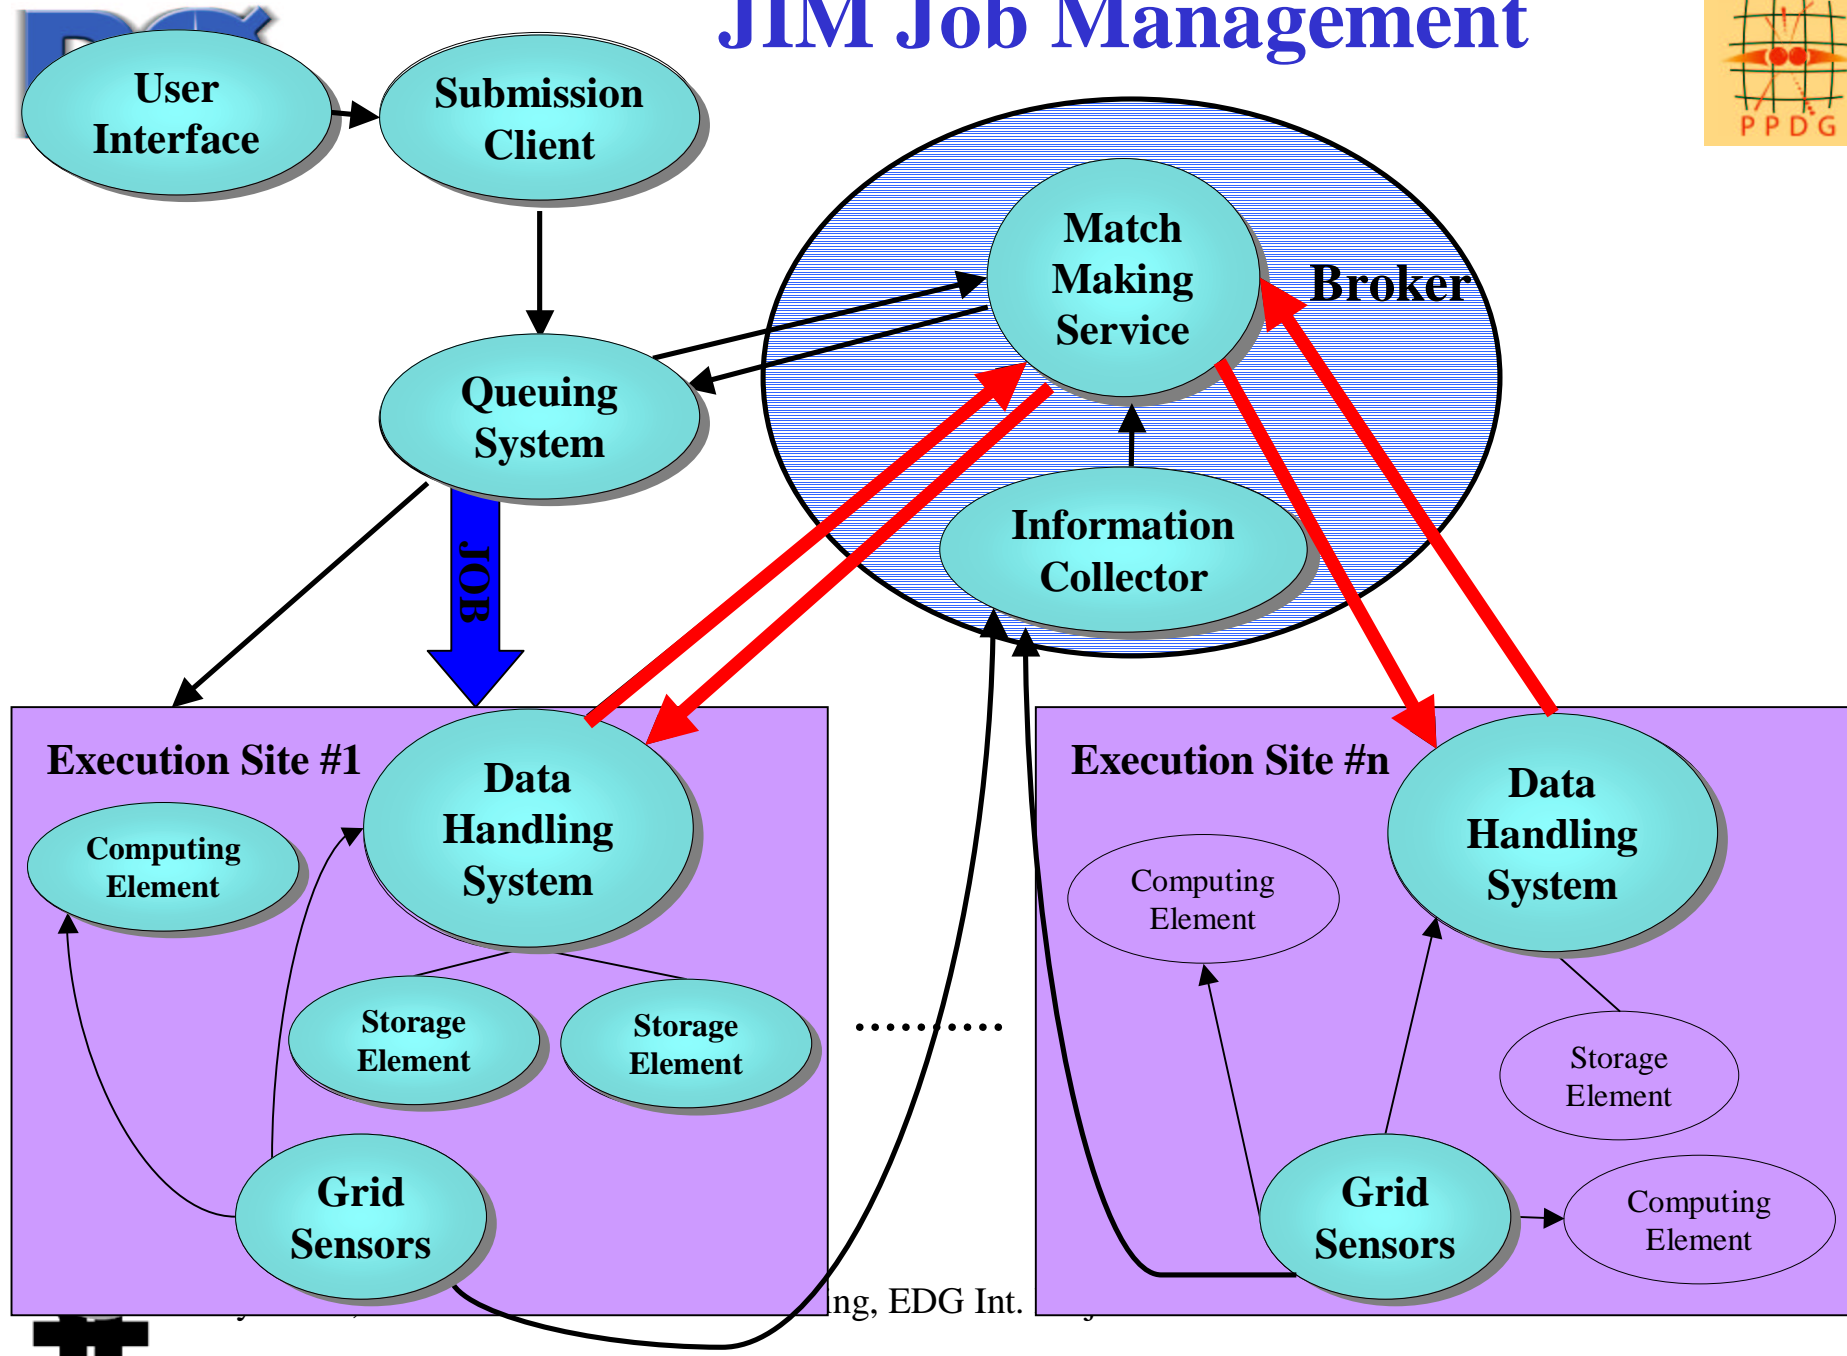 JIM Job Management
PPDG
User
Interface
Submission
Client
Match
Making
Service
Broker
Queuing
System
Information
Collector
JOB
Execution Site #1
Data
Handling
System
Computing
Element
Storage
Element
Storage
Element
Grid
Sensors
..........
Execution Site #n
Data
Handling
System
Computing
Element
Storage
Element
Grid
Sensors
Computing
Element
ing, EDG Int.